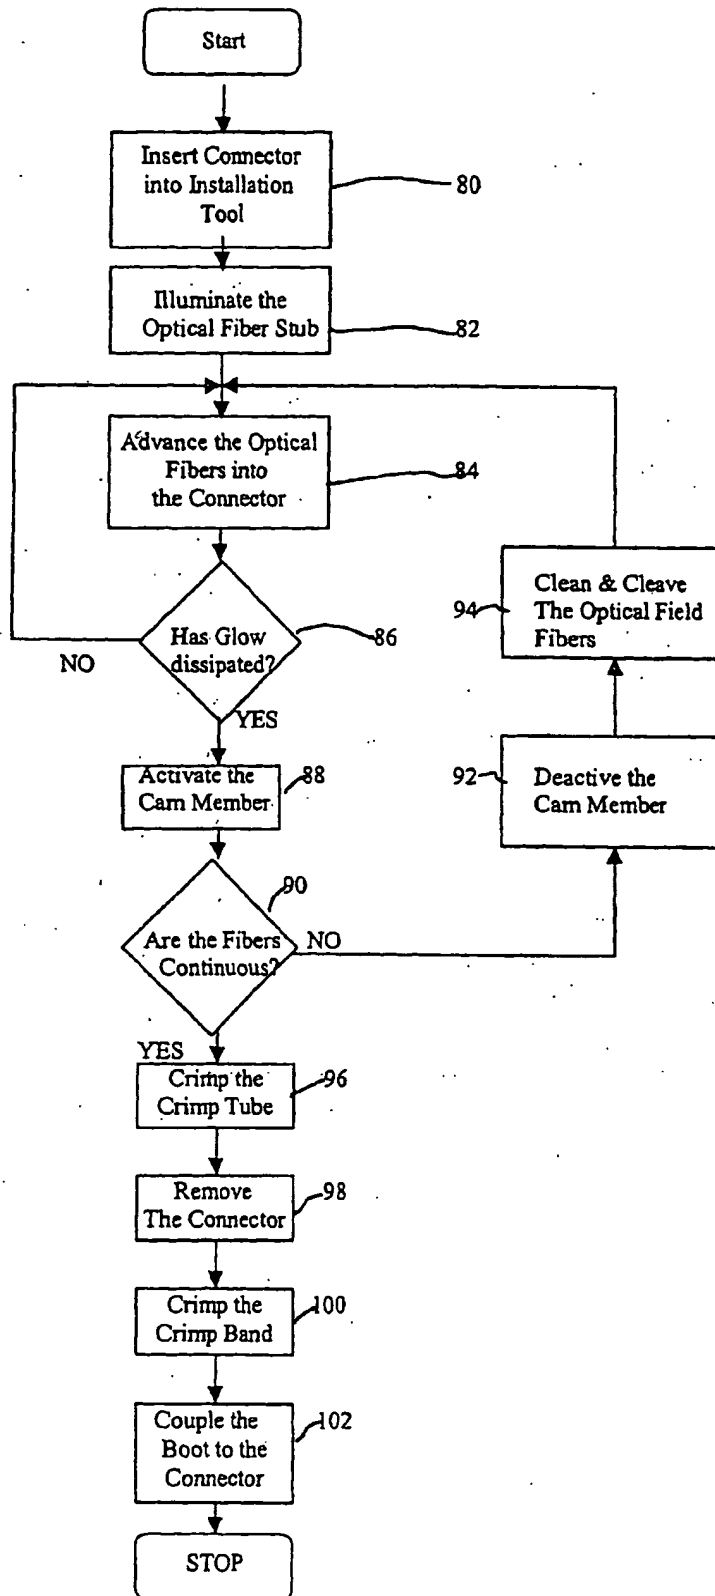 Start
Insert Connector
into Installation
Tool
80
Illuminate the
Optical Fiber Stub
82
Advance the Optical
Fibers into
the Connector
84
Has Glow
dissipated?
86
NO
YES
Activate the
Cam Member
88
90
Are the Fibers
Continuous?
NO
92
Deactive the
Cam Member
94
Clean & Cleave
The Optical Field
Fibers
YES
Crimp the
Crimp Tube
96
Remove
The Connector
98
Crimp the
Crimp Band
100
Couple the
Boot to the
Connector
102
STOP